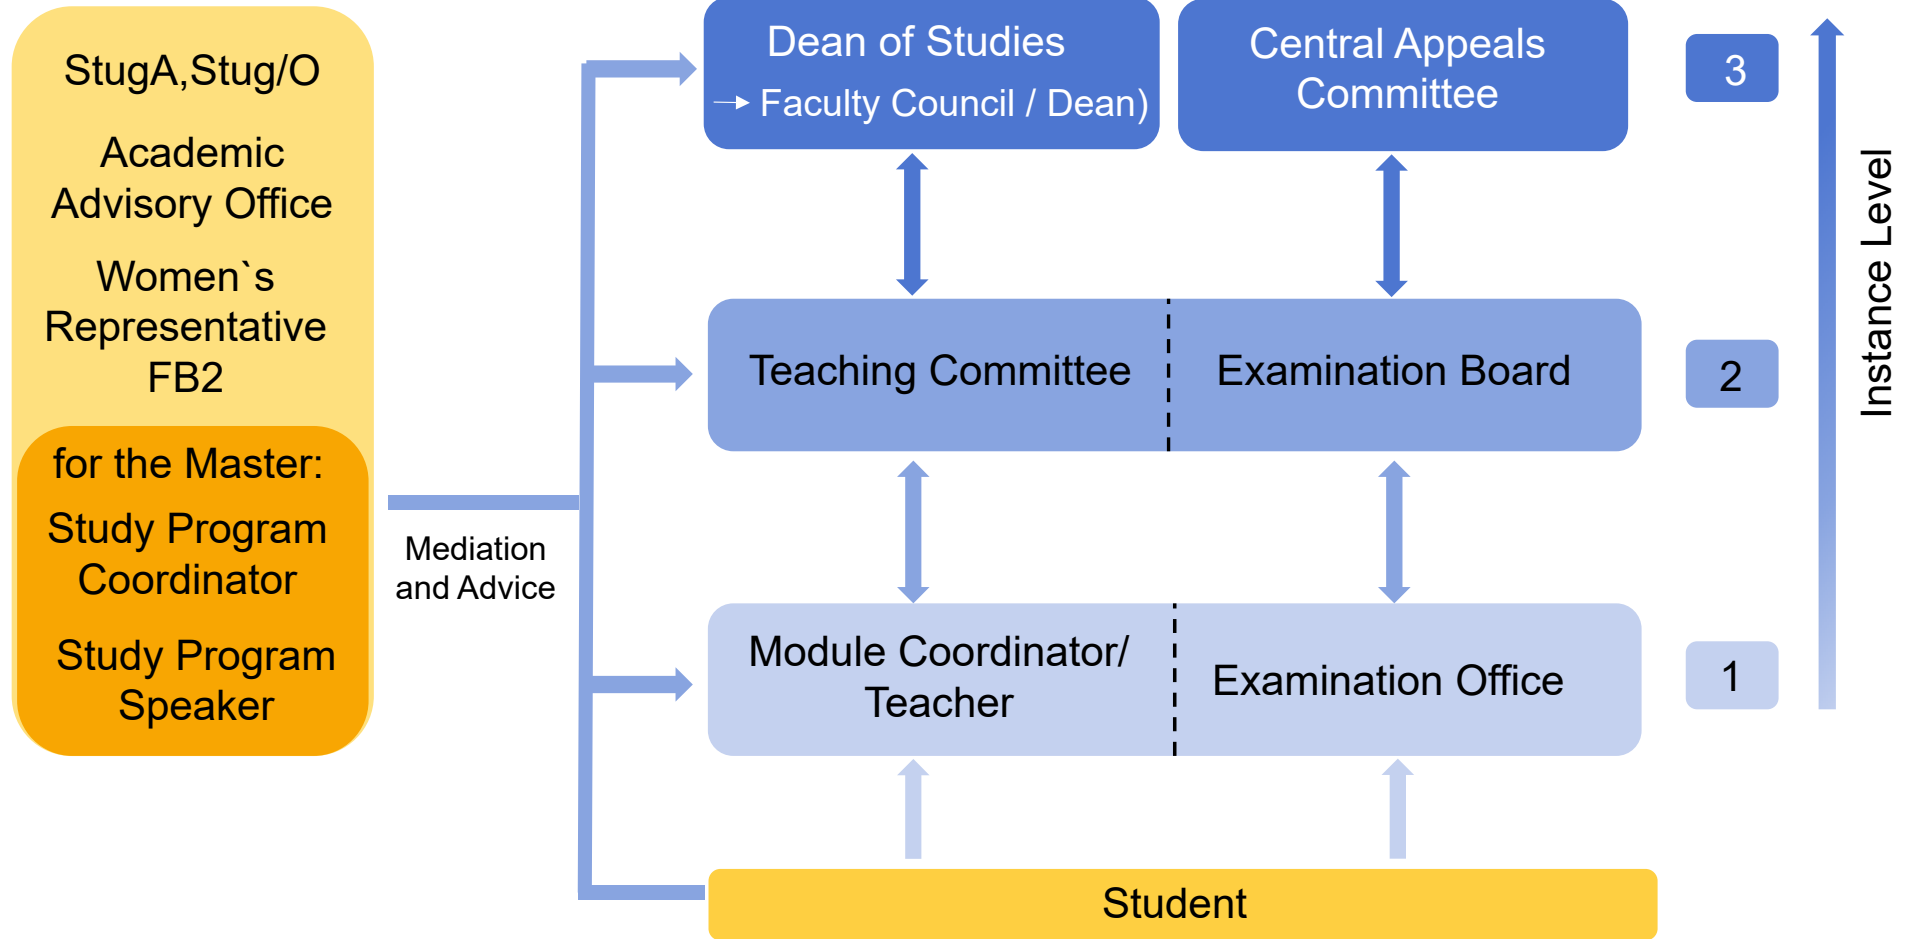 StugA,Stug/O
Academic
Advisory Office
Women`s
Representative
FB2
for the Master:
Study Program
Coordinator
Study Program
Speaker
Mediation
and Advice
Dean of Studies
→ Faculty Council / Dean)
Central Appeals
Committee
3
Teaching Committee
Examination Board
2
Module Coordinator/
Teacher
Examination Office
1
Student
Instance Level